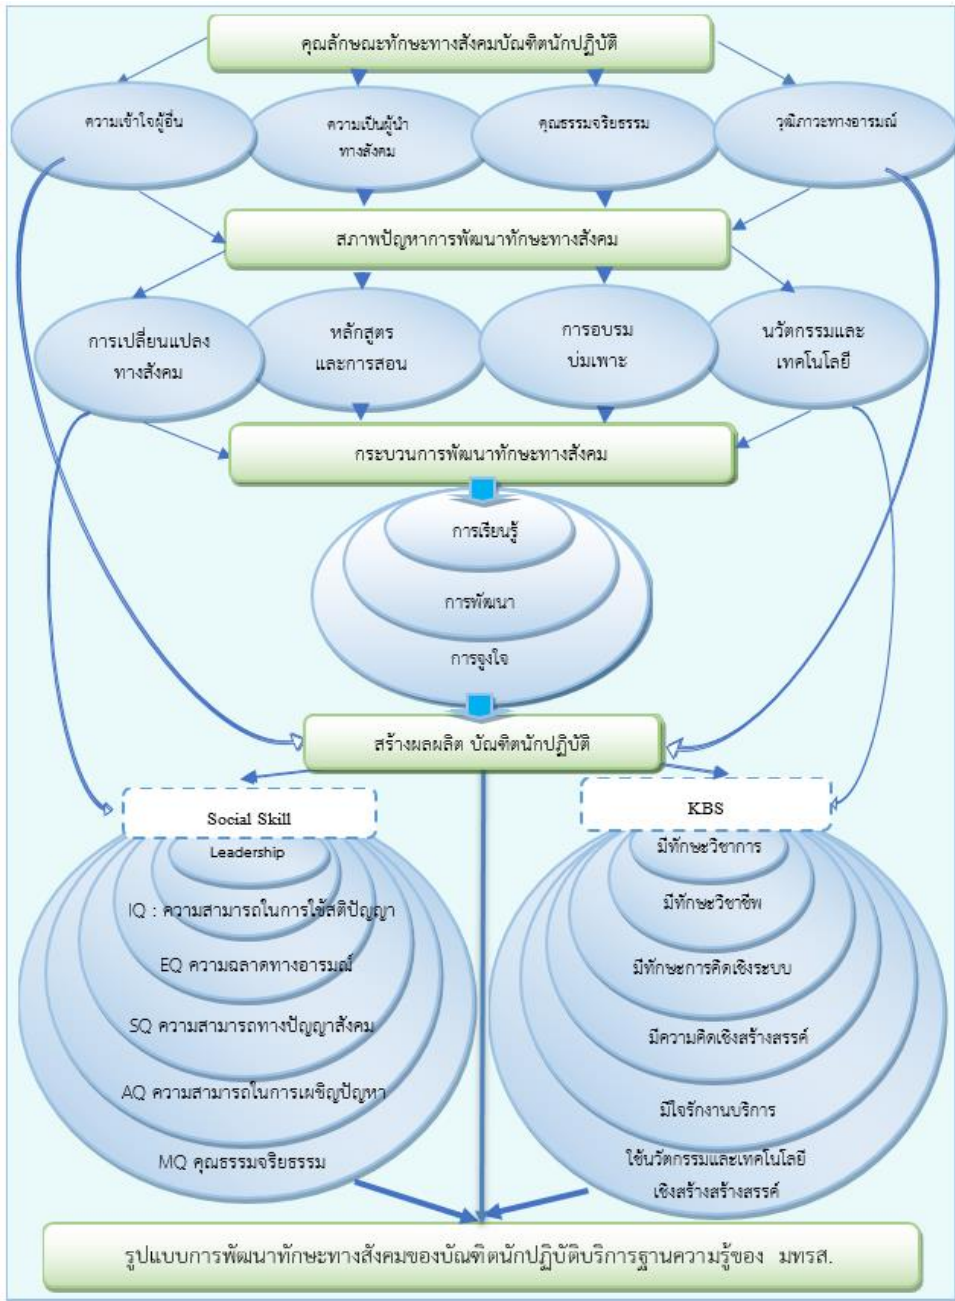 คุณลักษณะทักษะทางสังคมบัณฑิตนักปฏิบัติ
ความเข้าใจผู้อื่น
ความเป็นผู้นำ
ทางสังคม
คุณธรรมจริยธรรม
วุฒิภาวะทางอารมณ์
สภาพปัญหาการพัฒนาทักษะทางสังคม
การเปลี่ยนแปลง
ทางสังคม
หลักสูตร
และการสอน
การอบรม
บ่มเพาะ
นวัตกรรมและ
เทคโนโลยี
กระบวนการพัฒนาทักษะทางสังคม
การเรียนรู้
การพัฒนา
การจูงใจ
สร้างผลผลิต บัณฑิตนักปฏิบัติ
Social Skill
Leadership
IQ : ความสามารถในการใช้สติปัญญา
EQ ความฉลาดทางอารมณ์
SQ ความสามารถทางปัญญาสังคม
AQ ความสามารถในการเผชิญปัญหา
MQ คุณธรรมจริยธรรม
KBS
มีทักษะวิชาการ
มีทักษะวิชาชีพ
มีทักษะการคิดเชิงระบบ
มีความคิดเชิงสร้างสรรค์
มีใจรักงานบริการ
ใช้นวัตกรรมและเทคโนโลยี
เชิงสร้างสร้างสรรค์
รูปแบบการพัฒนาทักษะทางสังคมของบัณฑิตนักปฏิบัติบริการฐานความรู้ของ มทรส.